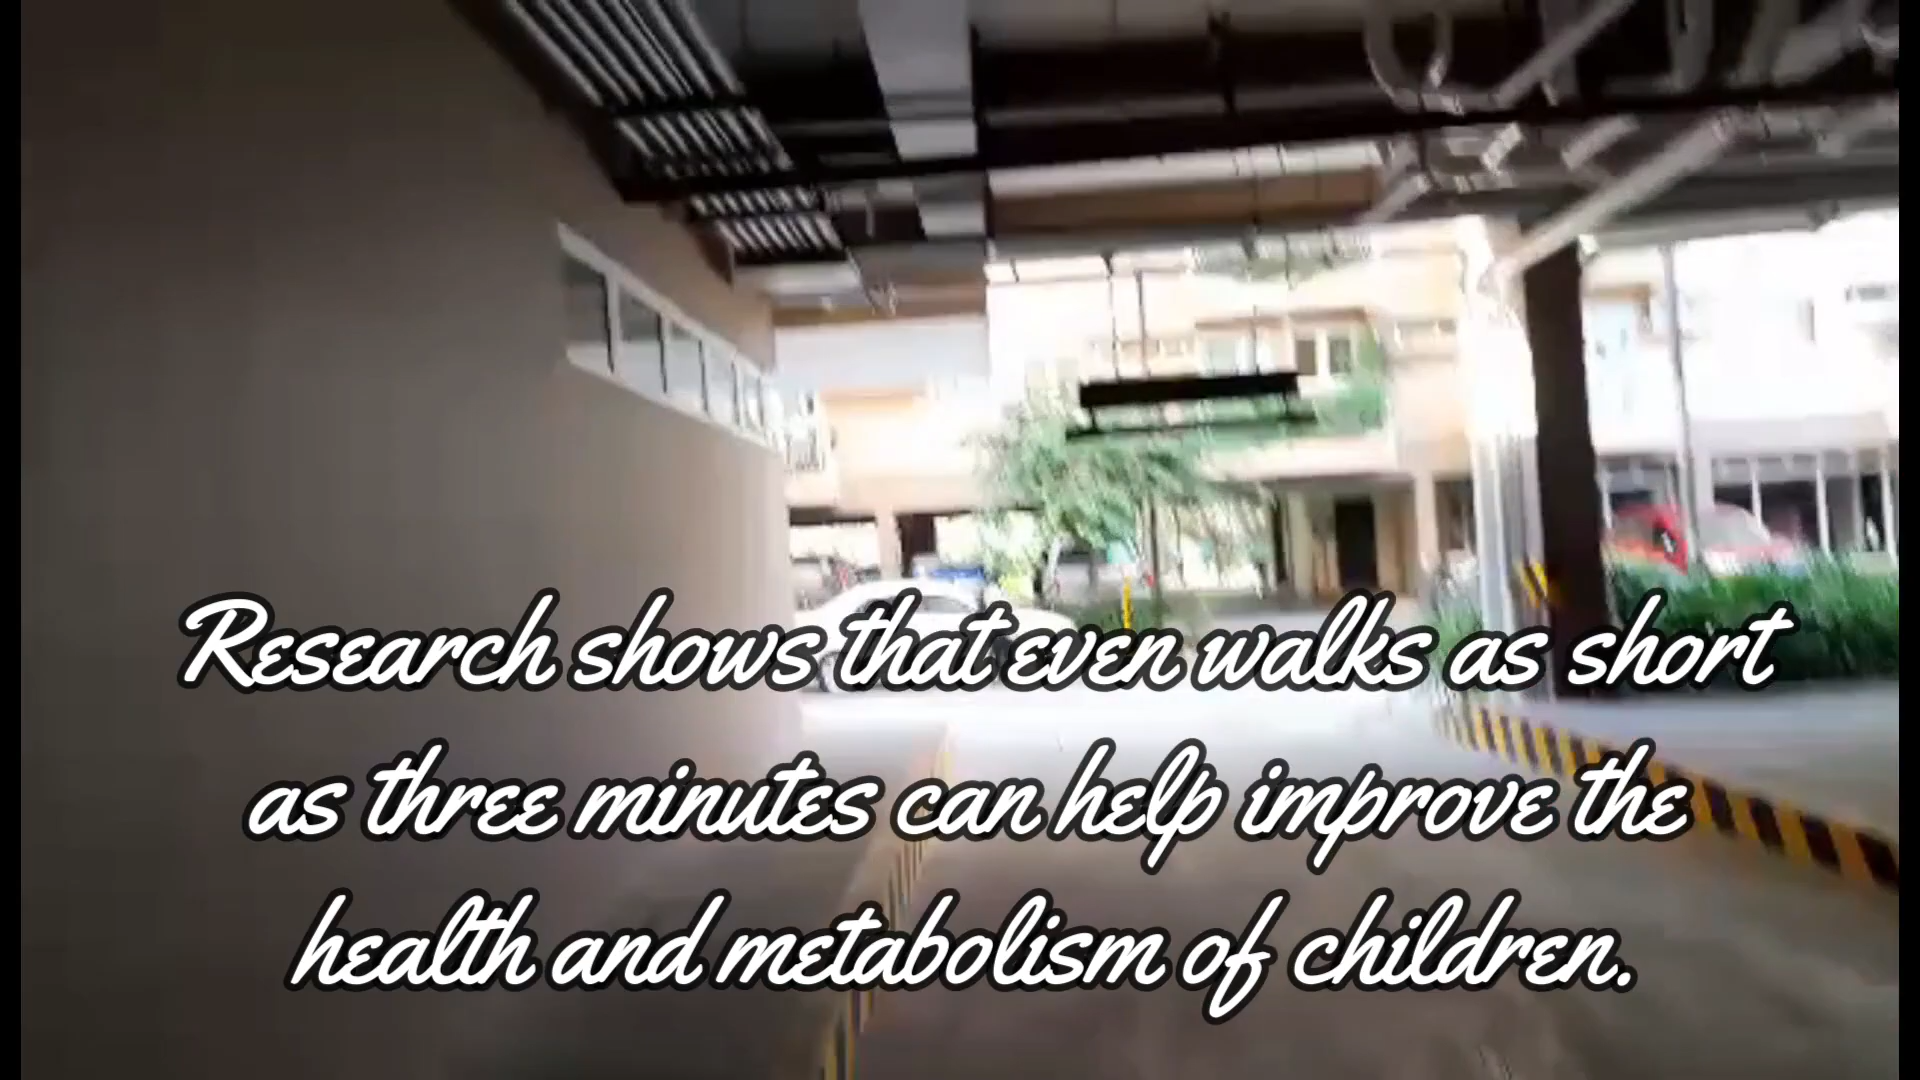 Research shows that even walks as short
as three minutes can help improve the
health and metabolism of children.